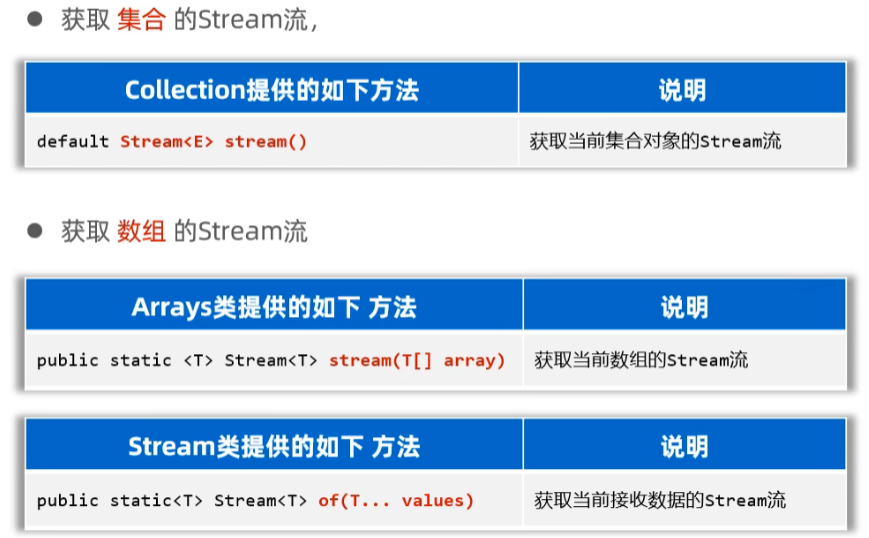 ● 获取 集合 的Stream流，
Collection提供的如下方法 说明
default Stream<E> stream() 获取当前集合对象的Stream流
● 获取 数组 的Stream流
Arrays类提供的如下 方法 说明
public static <T> Stream<T> stream(T[] array) 获取当前数组的Stream流
Stream类提供的如下 方法 说明
public static<T> Stream<T> of(T... values) 获取当前接收数据的Stream流